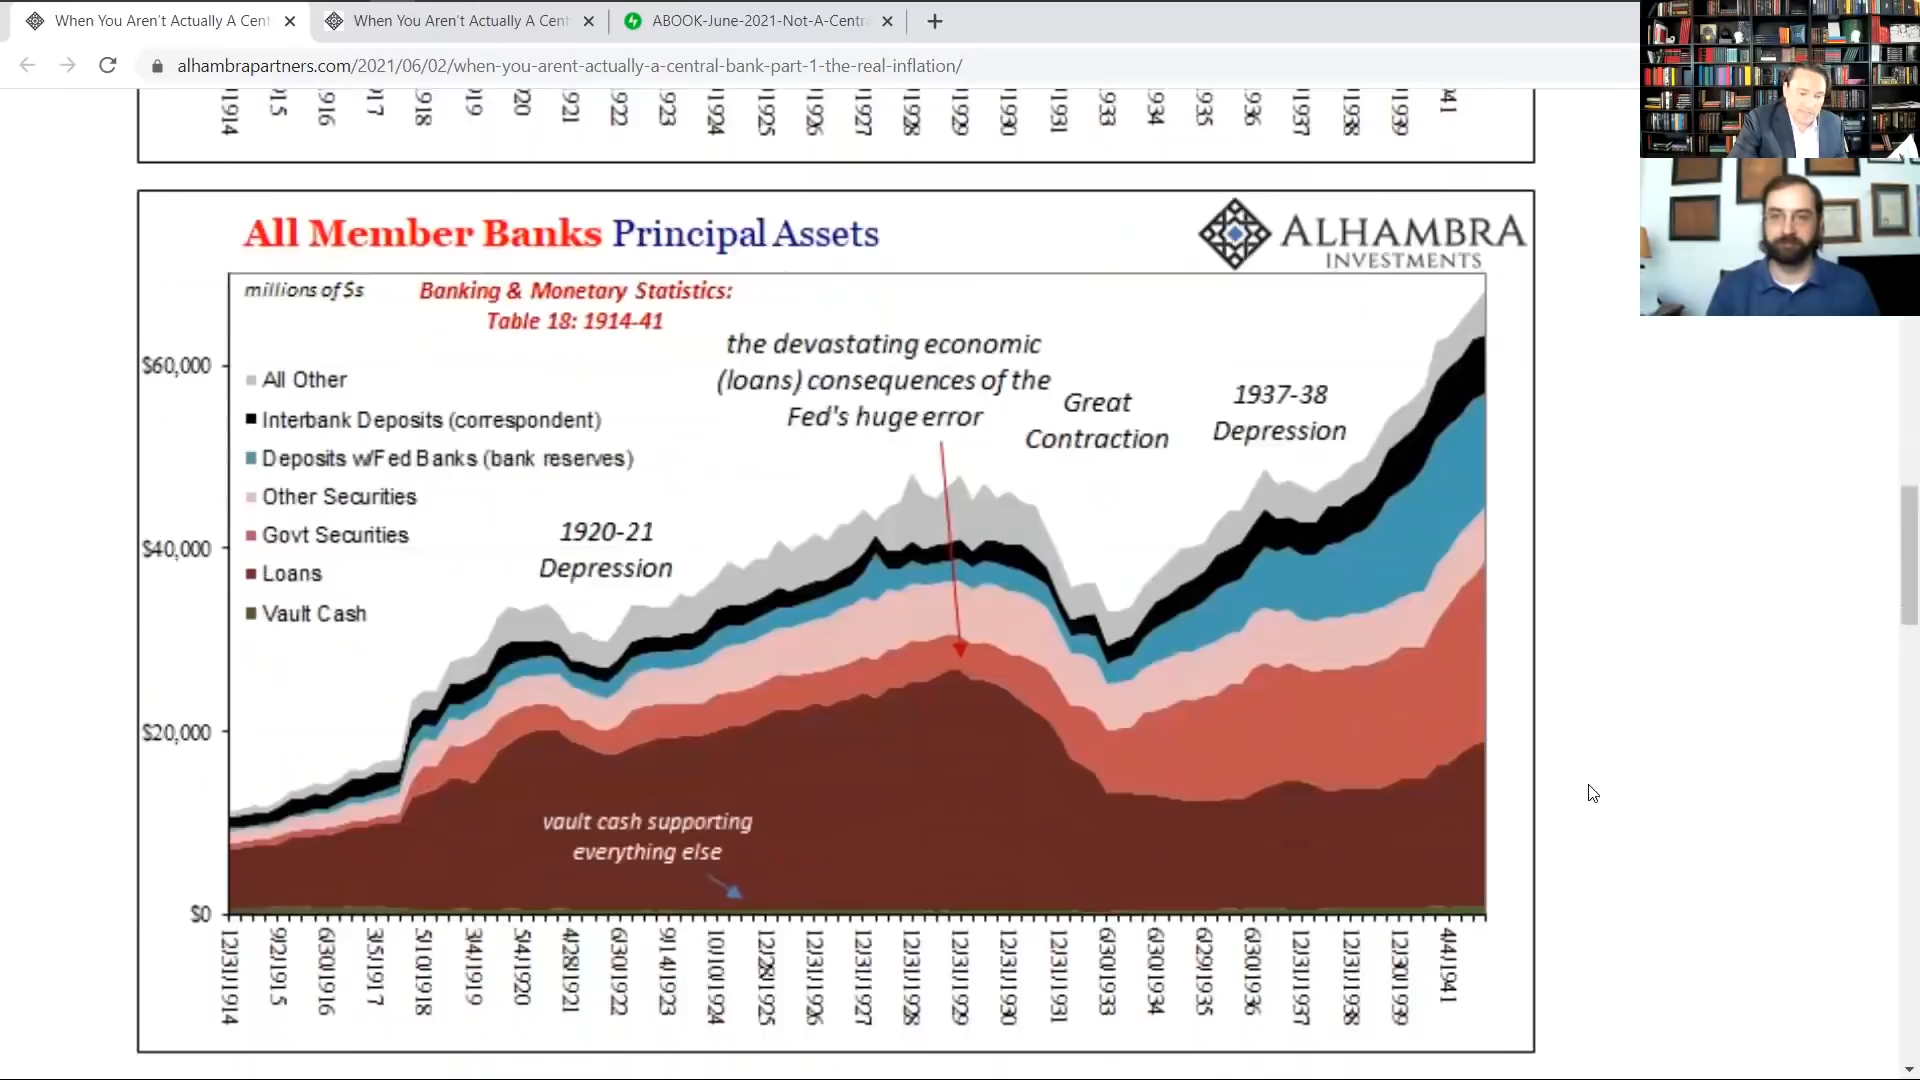 When You Aren't Actually A Cent
When You Aren't Actually A Cent
ABOOK-June-2021-Not-A-Centra
alhambrapartners.com/2021/06/02/when-you-arent-actually-a-central-bank-part-1-the-real-inflation/
All Member Banks Principal Assets
ALHAMBRA
INVESTMENTS
millions of $s
Banking & Monetary Statistics:
Table 18: 1914-41
the devastating economic
(loans) consequences of the
Fed's huge error
Great
Contraction
1937-38
Depression
1920-21
Depression
All Other
Interbank Deposits (correspondent)
Deposits w/Fed Banks (bank reserves)
Other Securities
Govt Securities
Loans
Vault Cash
vault cash supporting
everything else
$60,000
$40,000
$20,000
$0
12/31/1914
9/2/1915
6/30/1916
3/5/1917
5/10/1918
3/4/1919
5/4/1920
4/28/1921
6/30/1922
9/14/1923
10/10/1924
12/28/1925
12/31/1926
12/31/1927
12/31/1928
12/31/1929
12/31/1930
12/31/1931
6/30/1933
6/30/1934
6/29/1935
6/30/1936
12/31/1937
12/31/1938
12/30/1939
4/4/1941